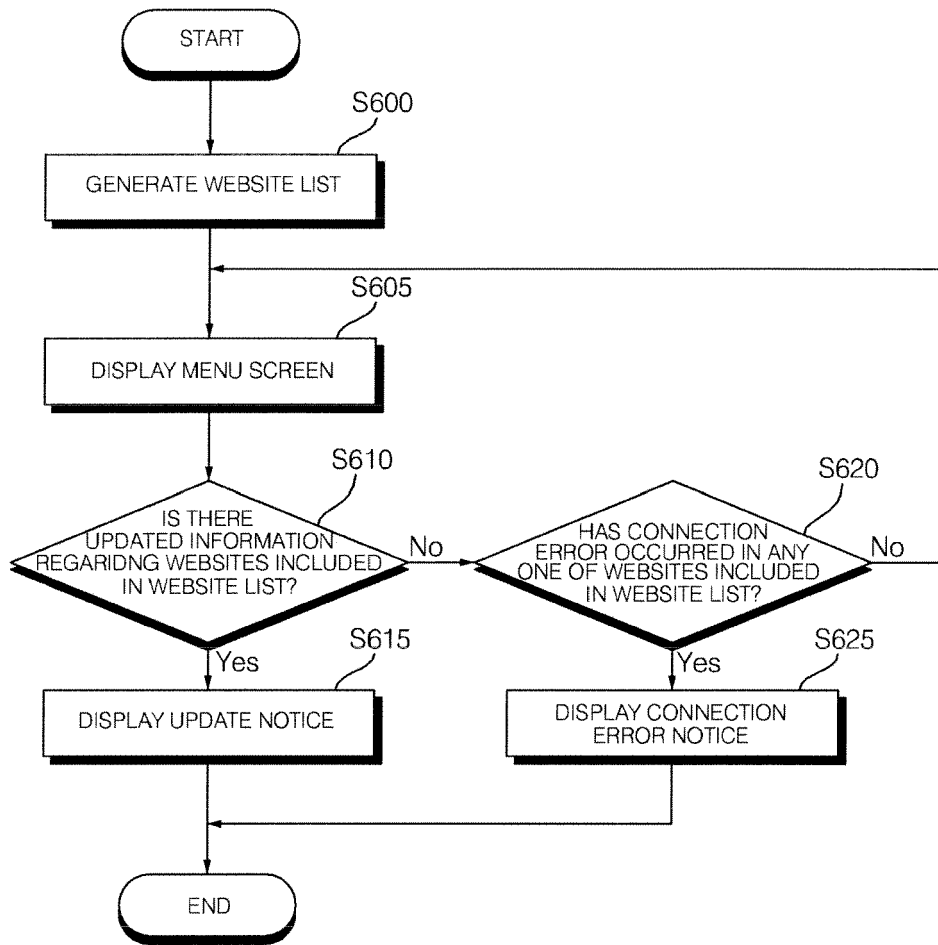 START
S600
GENERATE WEBSITE LIST
S605
DISPLAY MENU SCREEN
S610
IS THERE
UPDATED INFORMATION
REGARIDNG WEBSITES INCLUDED
IN WEBSITE LIST?
No
S620
HAS CONNECTION
ERROR OCCURRED IN ANY
ONE OF WEBSITES INCLUDED
IN WEBSITE LIST?
No
Yes
S615
DISPLAY UPDATE NOTICE
Yes
S625
DISPLAY CONNECTION
ERROR NOTICE
END